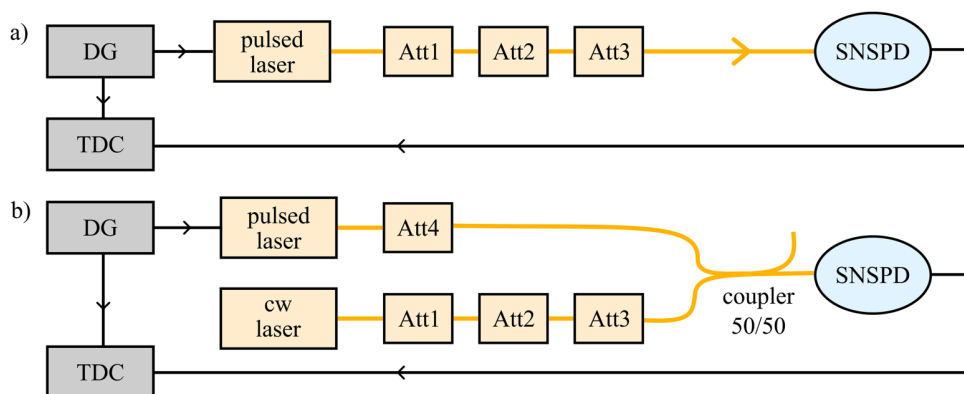 a)
DG
pulsed
laser
Att1
Att2
Att3
SNSPD
TDC
b)
DG
pulsed
laser
Att4
SNSPD
cw
laser
Att1
Att2
Att3
coupler
50/50
TDC